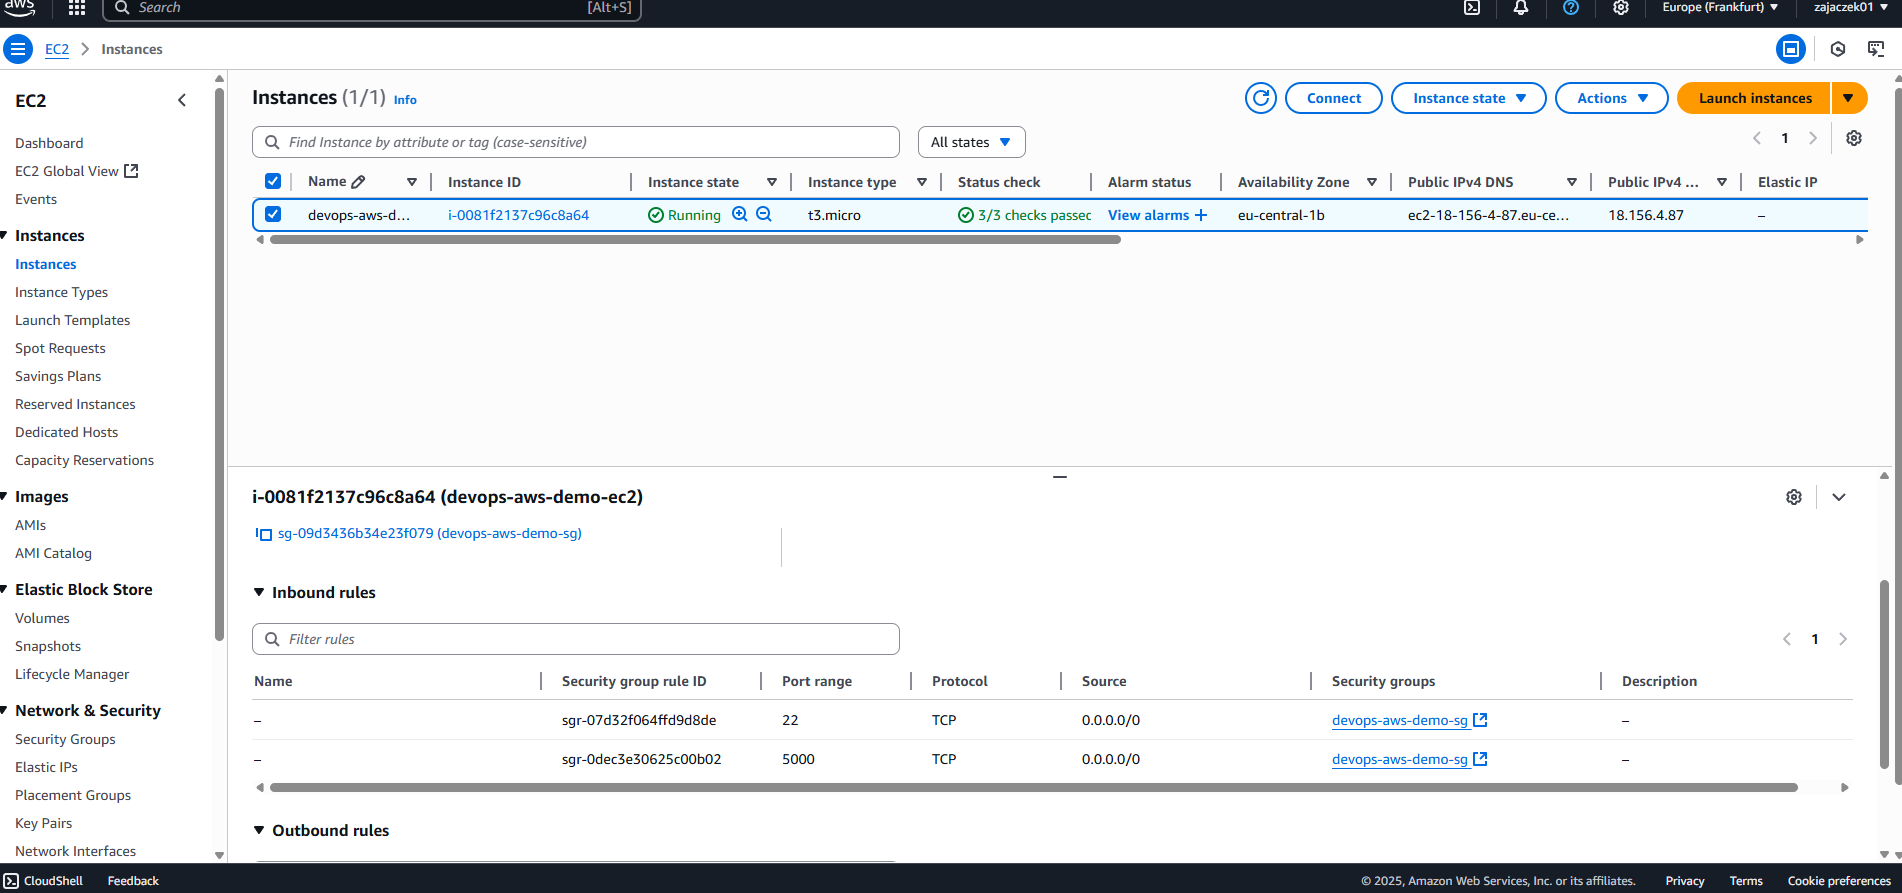 aws
Search [Alt+S]
Europe (Frankfurt)
zajaczek01
EC2
Instances
EC2
Dashboard
EC2 Global View
Events
Instances
Instances
Instance Types
Launch Templates
Spot Requests
Savings Plans
Reserved Instances
Dedicated Hosts
Capacity Reservations
Images
AMIs
AMI Catalog
Elastic Block Store
Volumes
Snapshots
Lifecycle Manager
Network & Security
Security Groups
Elastic IPs
Placement Groups
Key Pairs
Network Interfaces
Instances (1/1) Info
Connect
Instance state
Actions
Launch instances
Find Instance by attribute or tag (case-sensitive)
All states
1
Name Instance ID Instance state Instance type Status check Alarm status Availability Zone Public IPv4 DNS Public IPv4 ... Elastic IP
devops-aws-d... i-0081f2137c96c8a64 Running t3.micro 3/3 checks passed View alarms + eu-central-1b ec2-18-156-4-87.eu-ce... 18.156.4.87 –
i-0081f2137c96c8a64 (devops-aws-demo-ec2)
sg-09d3436b34e23f079 (devops-aws-demo-sg)
Inbound rules
Filter rules
1
Name Security group rule ID Port range Protocol Source Security groups Description
– sgr-07d32f064ffd9d8de 22 TCP 0.0.0.0/0 devops-aws-demo-sg –
– sgr-0dec3e30625c00b02 5000 TCP 0.0.0.0/0 devops-aws-demo-sg –
Outbound rules
CloudShell
Feedback
© 2025, Amazon Web Services, Inc. or its affiliates.
Privacy
Terms
Cookie preferences